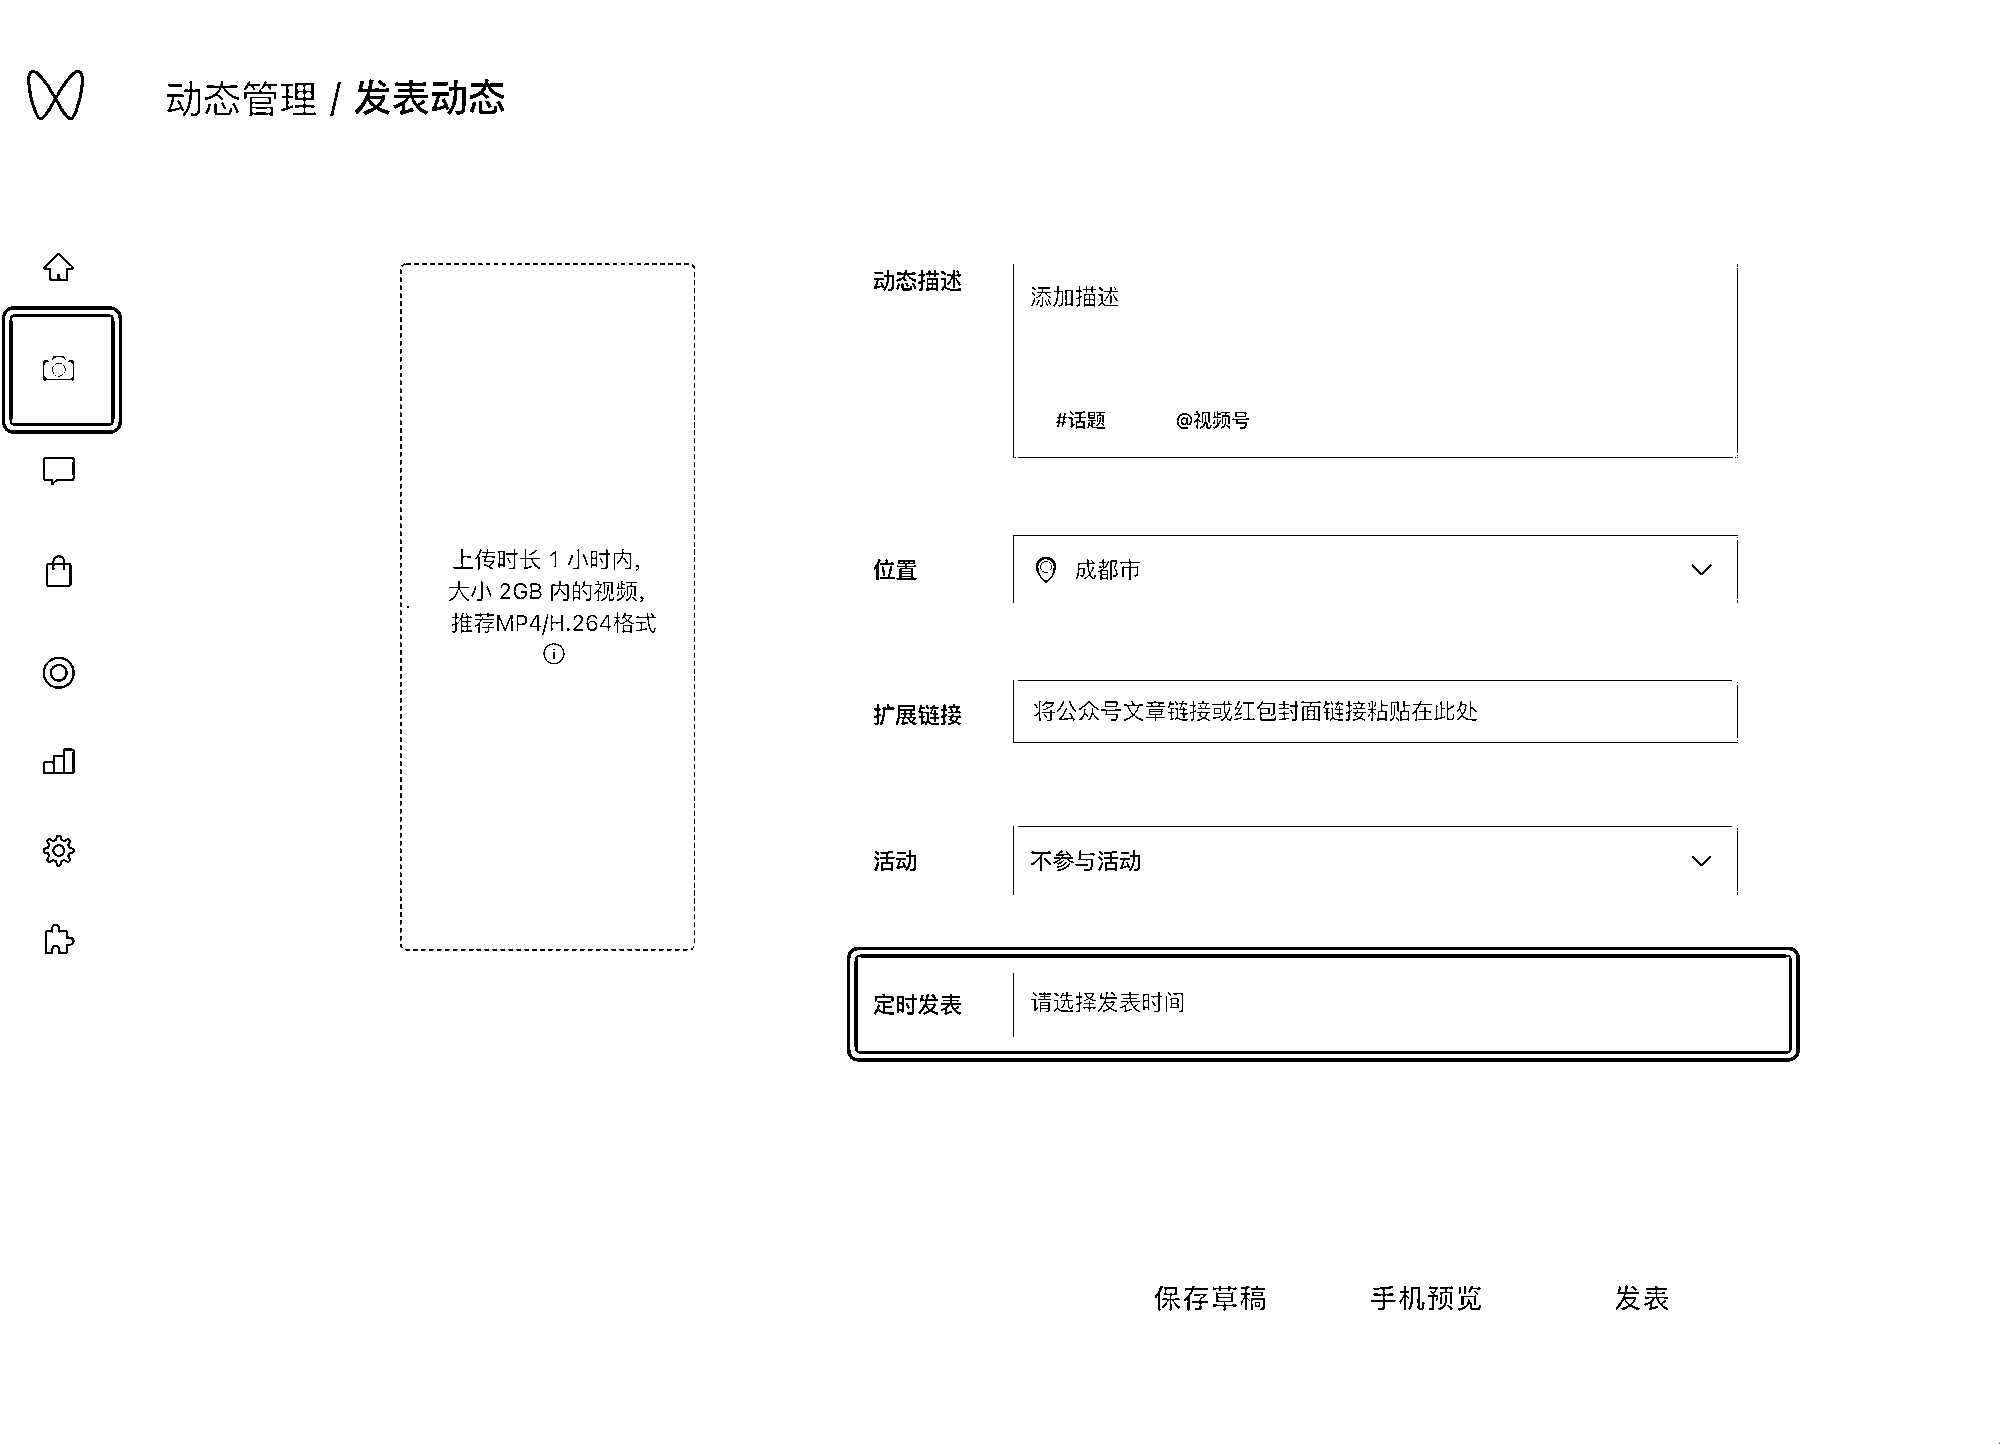 动态管理 / 发表动态
上传时长 1 小时内，
大小 2GB 内的视频，
推荐MP4/H.264格式
动态描述
添加描述
#话题 @视频号
位置
成都市
扩展链接
将公众号文章链接或红包封面链接粘贴在此处
活动
不参与活动
定时发表
请选择发表时间
保存草稿 手机预览 发表